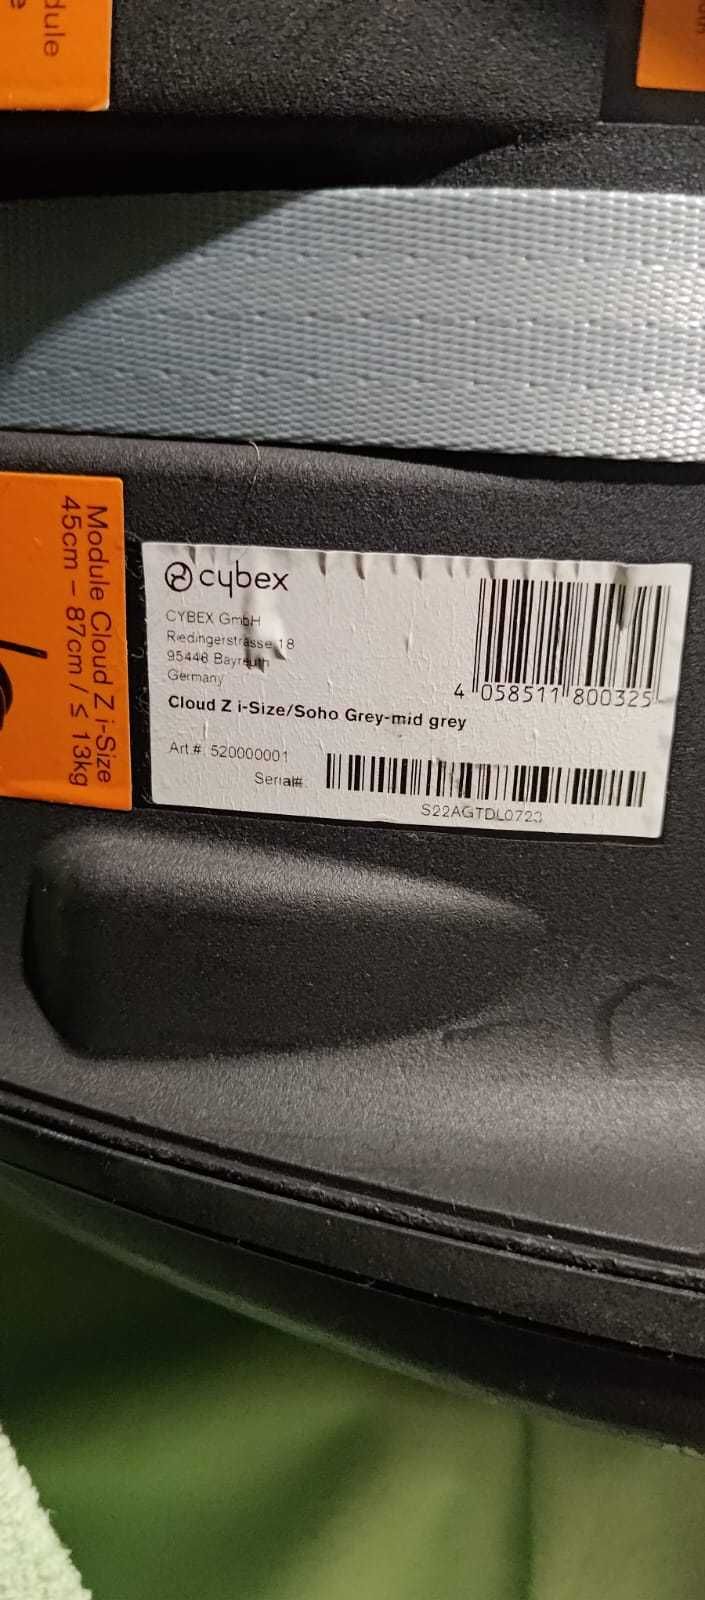 dule
e
Module Cloud Z i-Size
45cm – 87cm / ≤ 13kg
cybex
CYBEX GmbH
Riedingerstrasse 18
95448 Bayreuth
Germany
4 058511 800325
Cloud Z i-Size/Soho Grey-mid grey
Art.#: 520000001
Serial#:
S22AGTDL0723